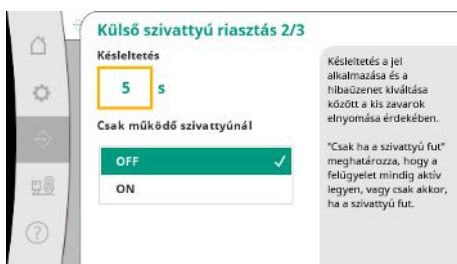 Külső szivattyú riasztás 2/3
Késleltetés
5 s
Csak működő szivattyúnál
OFF
ON
Késleltetés a jel
alkalmazása és a
hibaüzenet kiváltása
között a kis zavarok
elnyomása érdekében.
"Csak ha a szivattyú fut"
meghatározza, hogy a
felügyelet mindig aktív
legyen, vagy csak akkor,
ha a szivattyú fut.